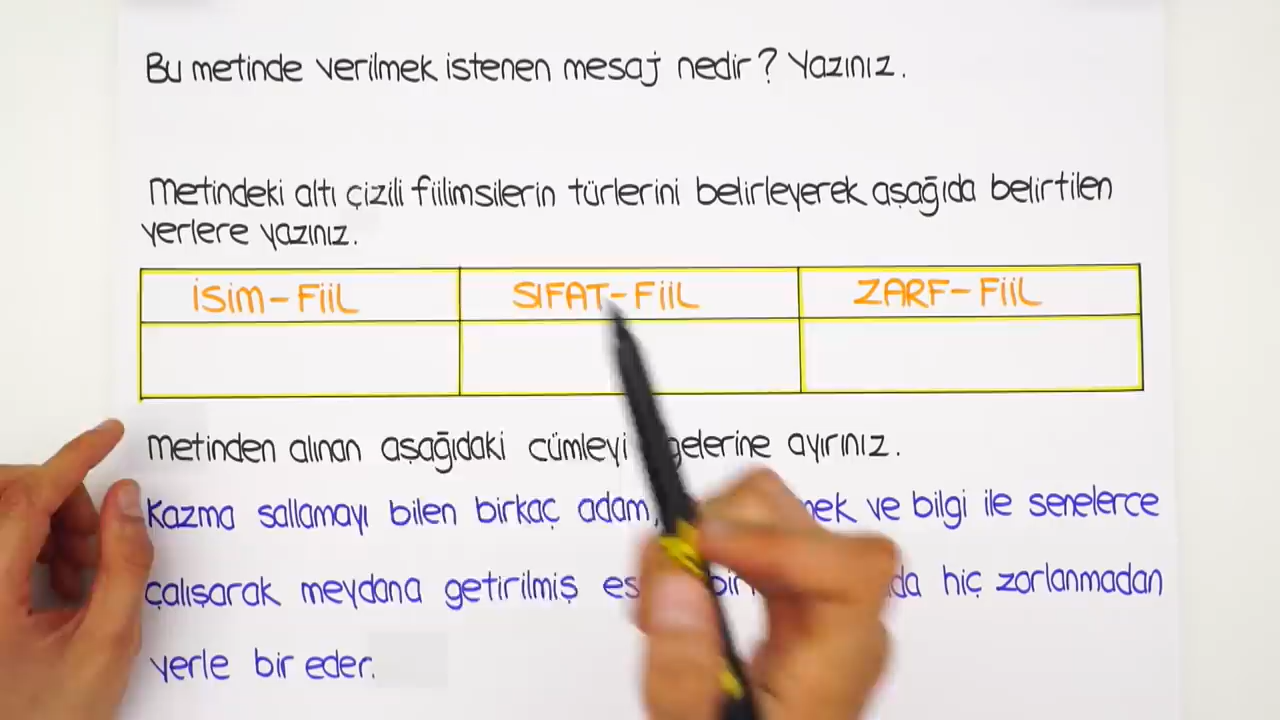 Bu metinde verilmek istenen mesaj nedir? Yazınız.
Metindeki altı çizili fiilimsilerin türlerini belirleyerek aşağıda belirtilen
yerlere yazınız.
İSİM-FİİL SIFAT-FİİL ZARF-FİİL
Metinden alınan aşağıdaki cümleyi ayırınız.
Kazma sallamayı bilen birkaç adam, ve bilgi ile senelerce
çalışarak meydana getirilmiş hiç zorlanmadan
yerle bir eder.